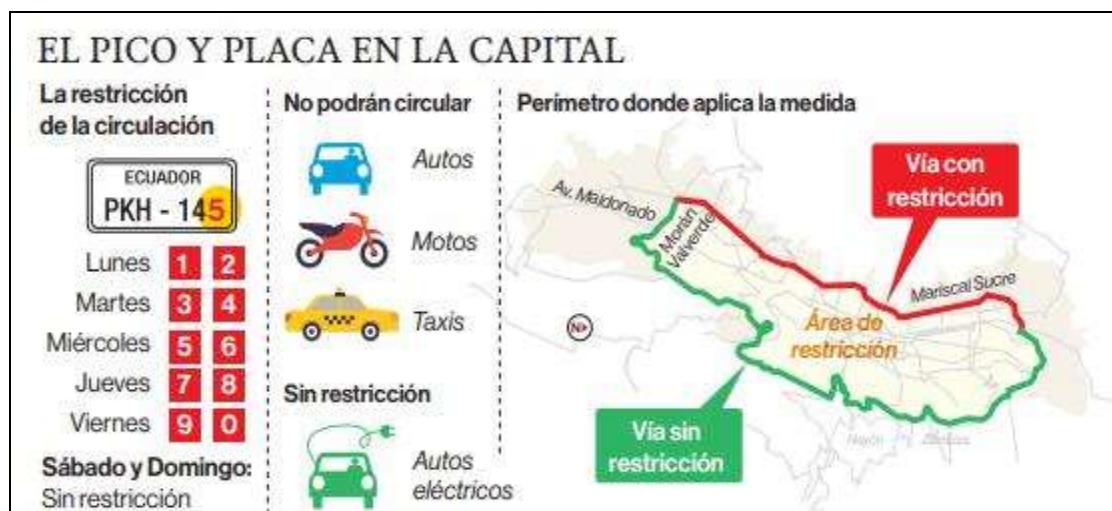 EL PICO Y PLACA EN LA CAPITAL
La restricción
de la circulación
ECUADOR
PKH - 145
Lunes 1 2
Martes 3 4
Miércoles 5 6
Jueves 7 8
Viernes 9 0
Sábado y Domingo:
Sin restricción
No podrán circular
Autos
Motos
Taxis
Sin restricción
Autos
eléctricos
Perímetro donde aplica la medida
Vía con
restricción
Av. Maldonado
Morán
Valverde
Mariscal Sucre
Área de
restricción
N
Vía sin
restricción